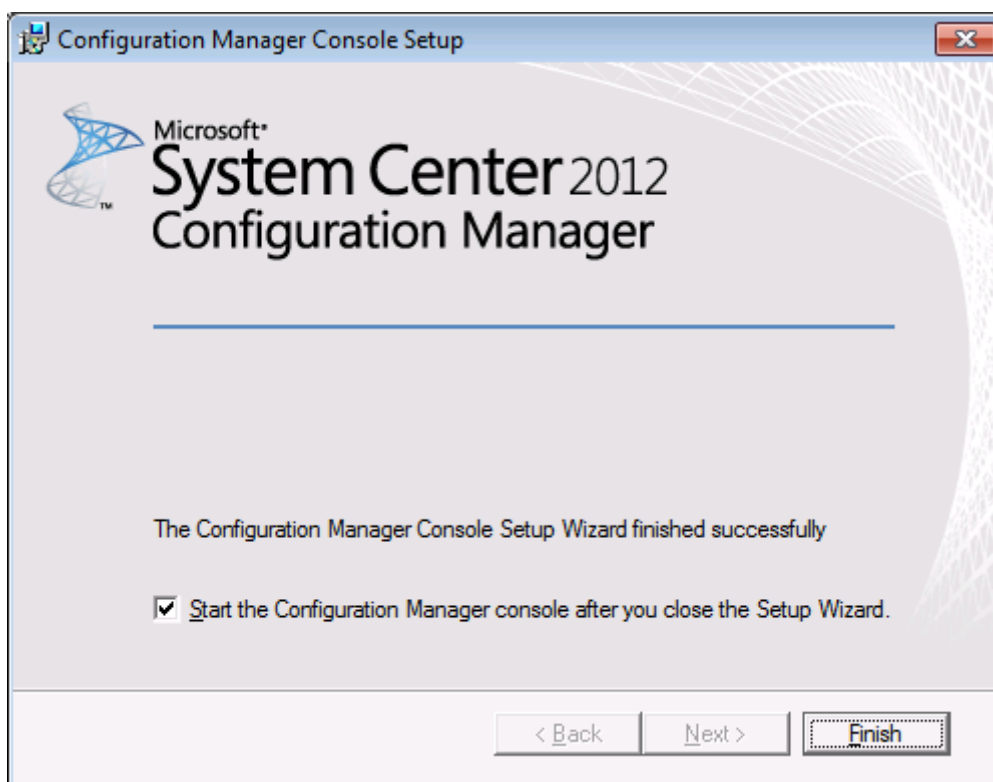 Configuration Manager Console Setup
Microsoft®
System Center 2012
Configuration Manager
TM
The Configuration Manager Console Setup Wizard finished successfully
Start the Configuration Manager console after you close the Setup Wizard.
< Back Next > Finish